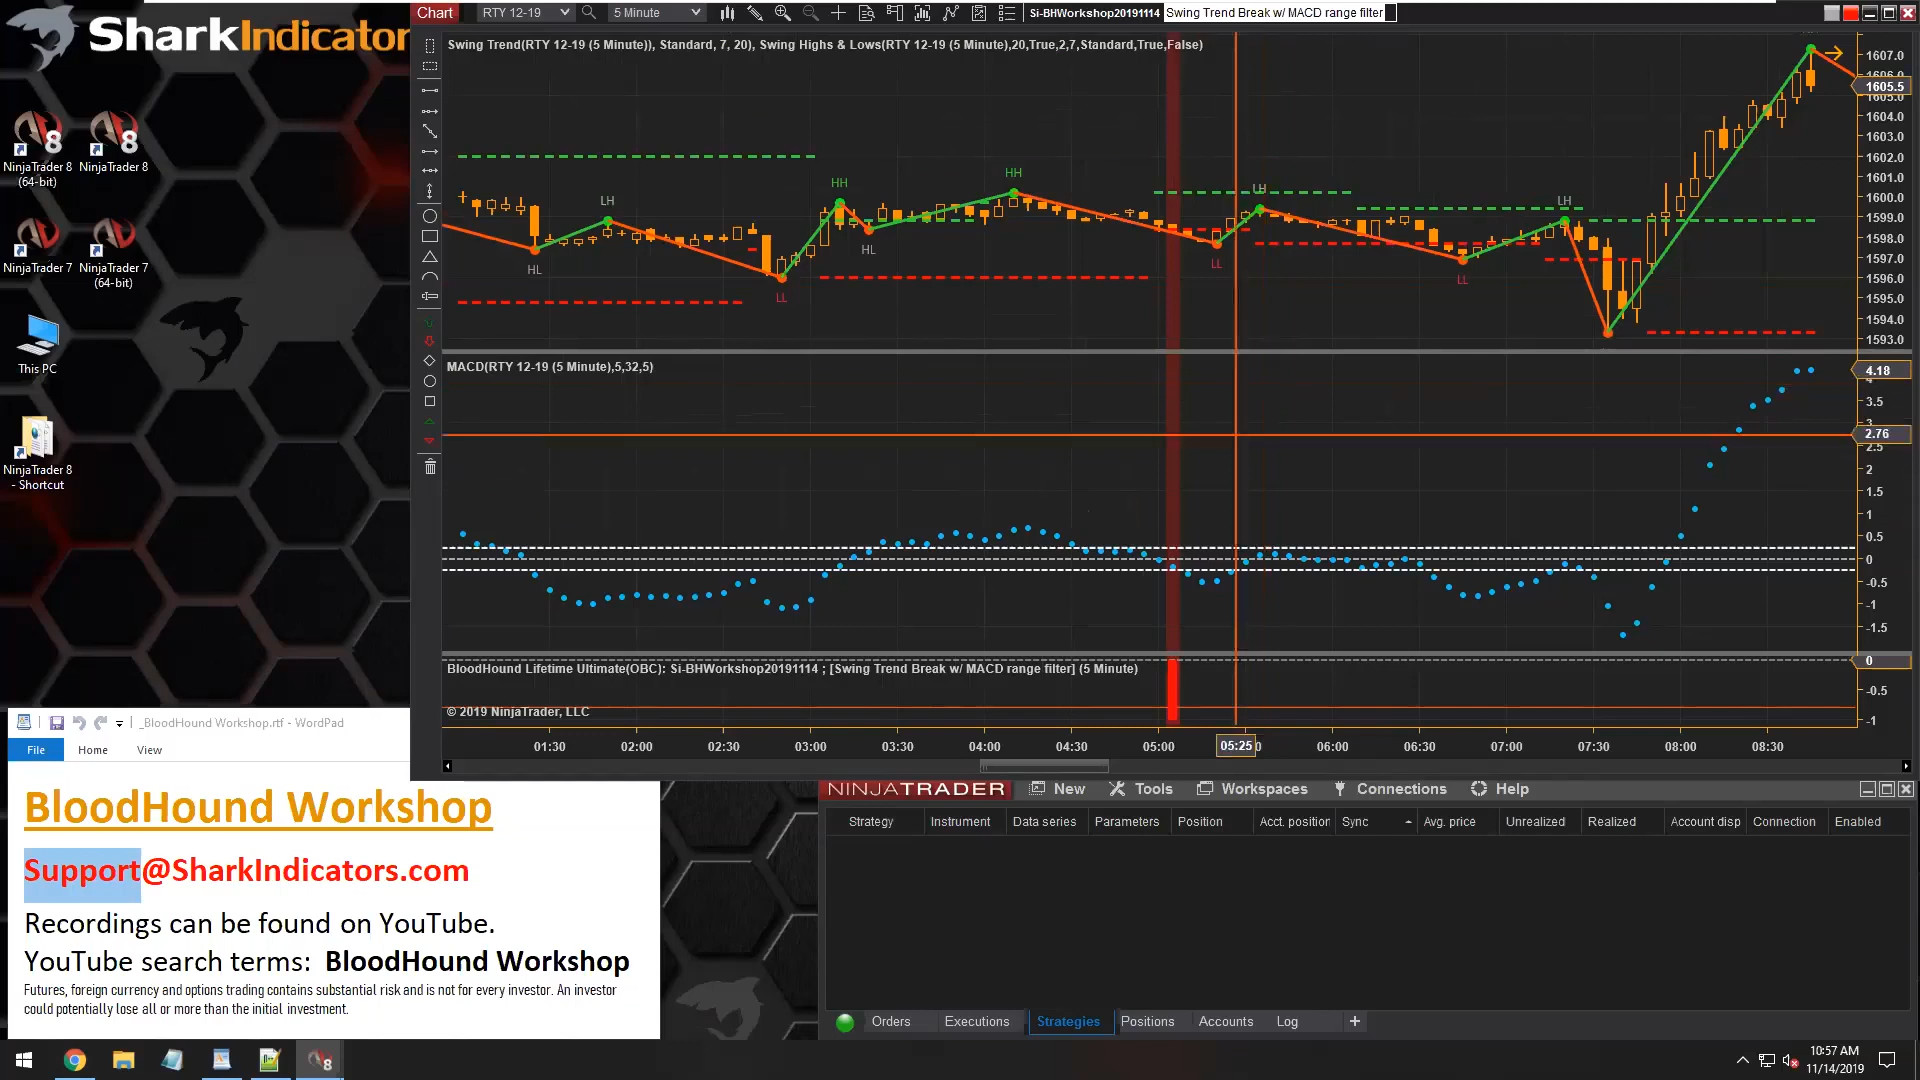 SharkIndicator
NinjaTrader 8
(64-bit)
NinjaTrader 8
NinjaTrader 7
NinjaTrader 7
(64-bit)
This PC
NinjaTrader 8
- Shortcut
Chart
RTY 12-19
5 Minute
Si-BHWorkshop20191114
Swing Trend Break w/ MACD range filter
Swing Trend(RTY 12-19 (5 Minute)), Standard, 7, 20), Swing Highs & Lows(RTY 12-19 (5 Minute),20,True,2,7,Standard,True,False)
HL
LH
LL
HH
HL
HH
LL
LH
LL
LH
1607.0
1605.5
1604.0
1603.0
1602.0
1601.0
1600.0
1599.0
1598.0
1597.0
1596.0
1595.0
1594.0
1593.0
MACD(RTY 12-19 (5 Minute),5,32,5)
4.18
3.5
2.76
2
1.5
1
0.5
0
-0.5
-1
-1.5
BloodHound Lifetime Ultimate(OBC): Si-BHWorkshop20191114 ; [Swing Trend Break w/ MACD range filter] (5 Minute)
0
-0.5
-1
© 2019 NinjaTrader, LLC
01:30 02:00 02:30 03:00 03:30 04:00 04:30 05:00 05:25 06:00 06:30 07:00 07:30 08:00 08:30
_BloodHound Workshop.rtf - WordPad
File Home View
BloodHound Workshop
Support@SharkIndicators.com
Recordings can be found on YouTube.
YouTube search terms: BloodHound Workshop
Futures, foreign currency and options trading contains substantial risk and is not for every investor. An investor
could potentially lose all or more than the initial investment.
NINJATRADER New Tools Workspaces Connections Help
Strategy Instrument Data series Parameters Position Acct. position Sync Avg. price Unrealized Realized Account disp Connection Enabled
Orders Executions Strategies Positions Accounts Log +
8
10:57 AM
11/14/2019